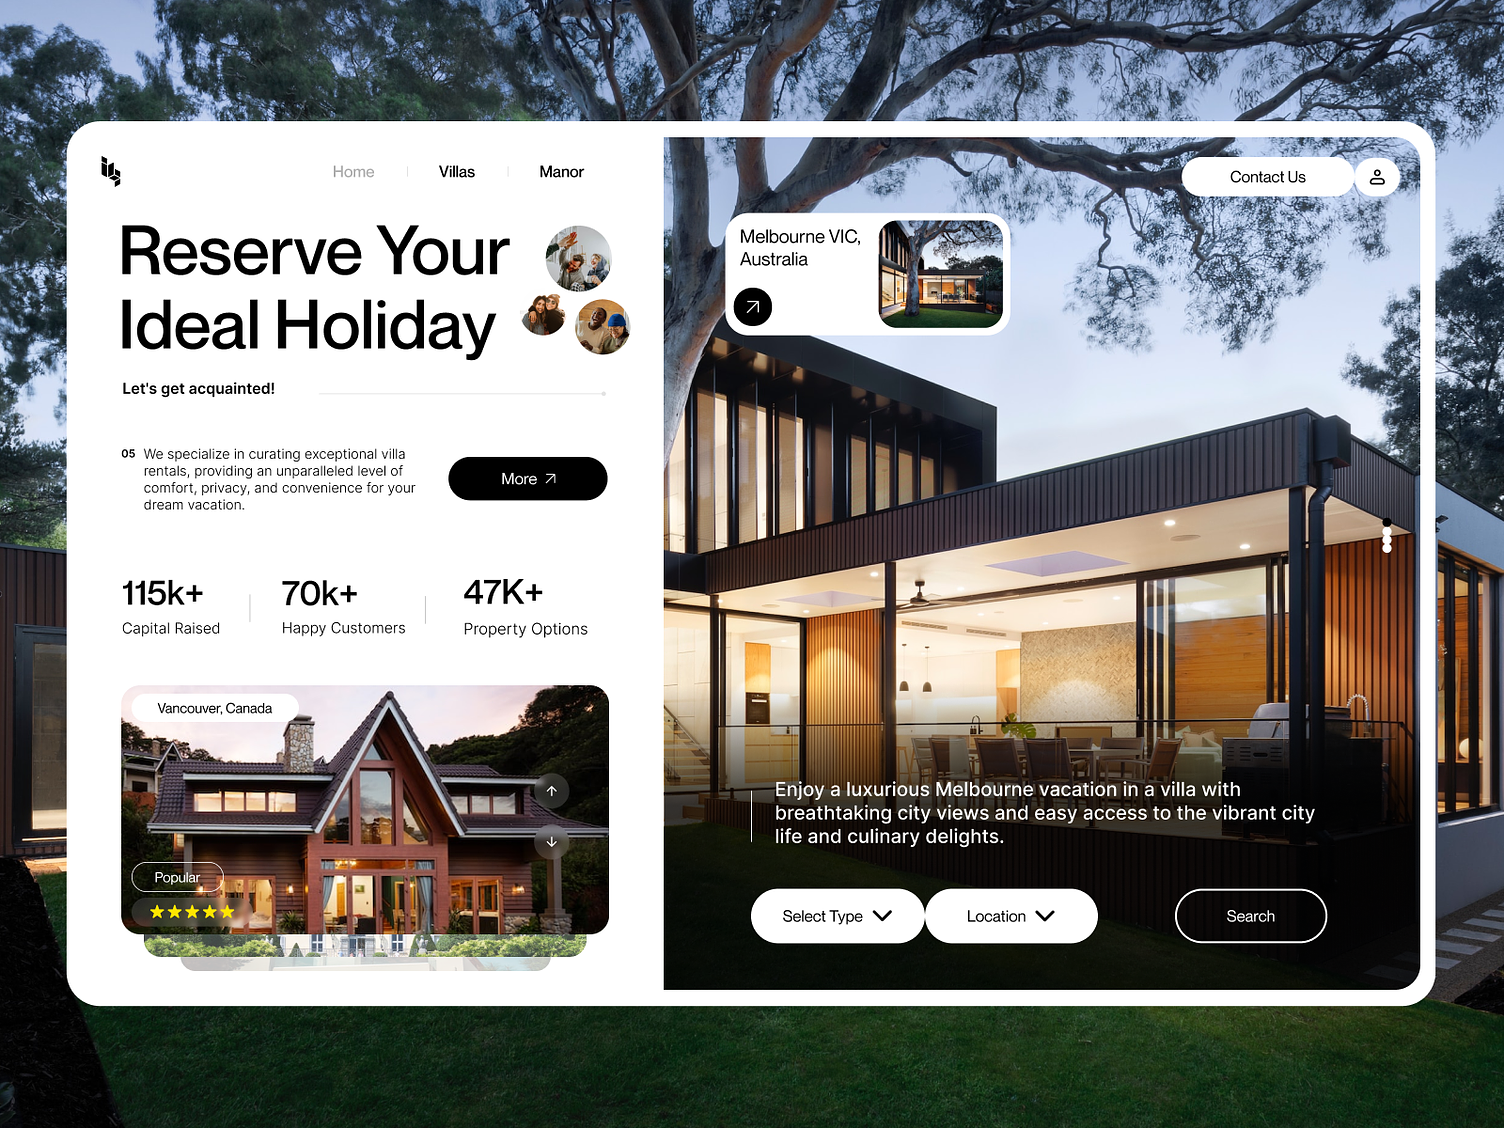 Home
Villas
Manor
Reserve Your
Ideal Holiday
Let's get acquainted!
05
We specialize in curating exceptional villa
rentals, providing an unparalleled level of
comfort, privacy, and convenience for your
dream vacation.
More
115k+
Capital Raised
70k+
Happy Customers
47K+
Property Options
Vancouver, Canada
Popular
Contact Us
Melbourne VIC,
Australia
Enjoy a luxurious Melbourne vacation in a villa with
breathtaking city views and easy access to the vibrant city
life and culinary delights.
Select Type
Location
Search